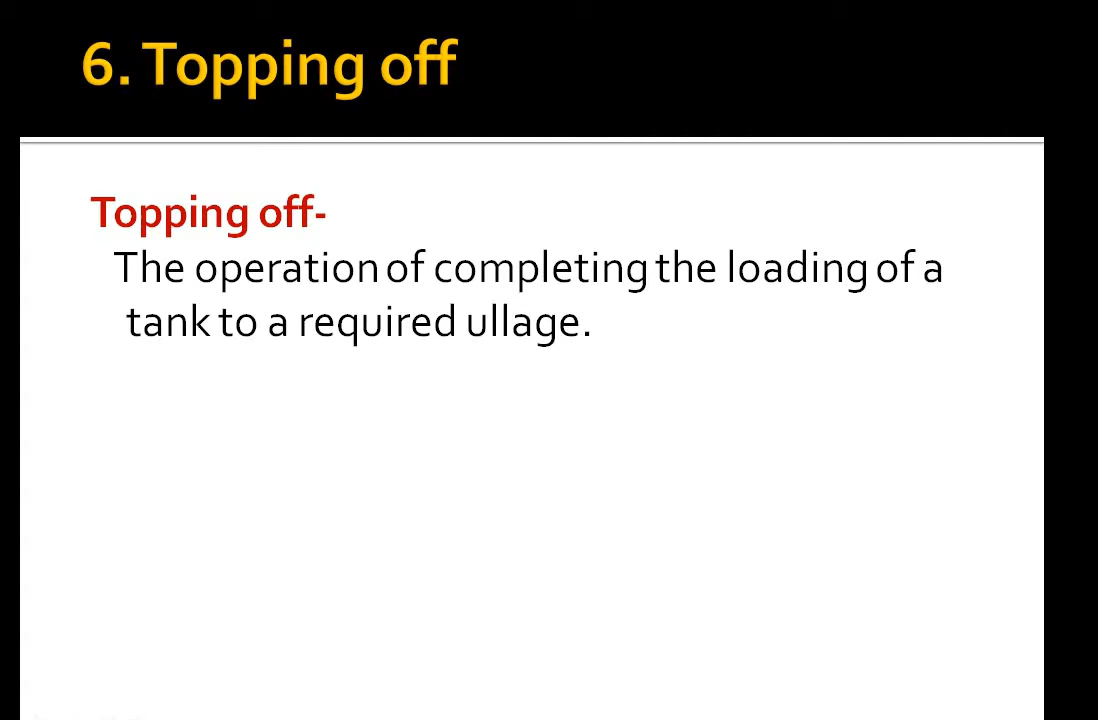 6. Topping off
Topping off-
The operation of completing the loading of a
tank to a required ullage.